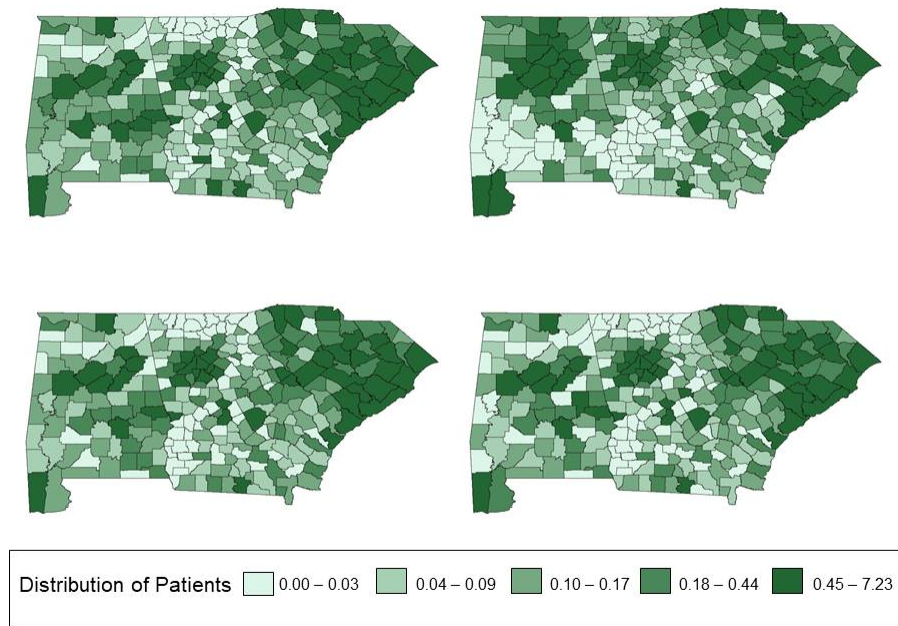 Distribution of Patients 0.00 – 0.03 0.04 – 0.09 0.10 – 0.17 0.18 – 0.44 0.45 – 7.23